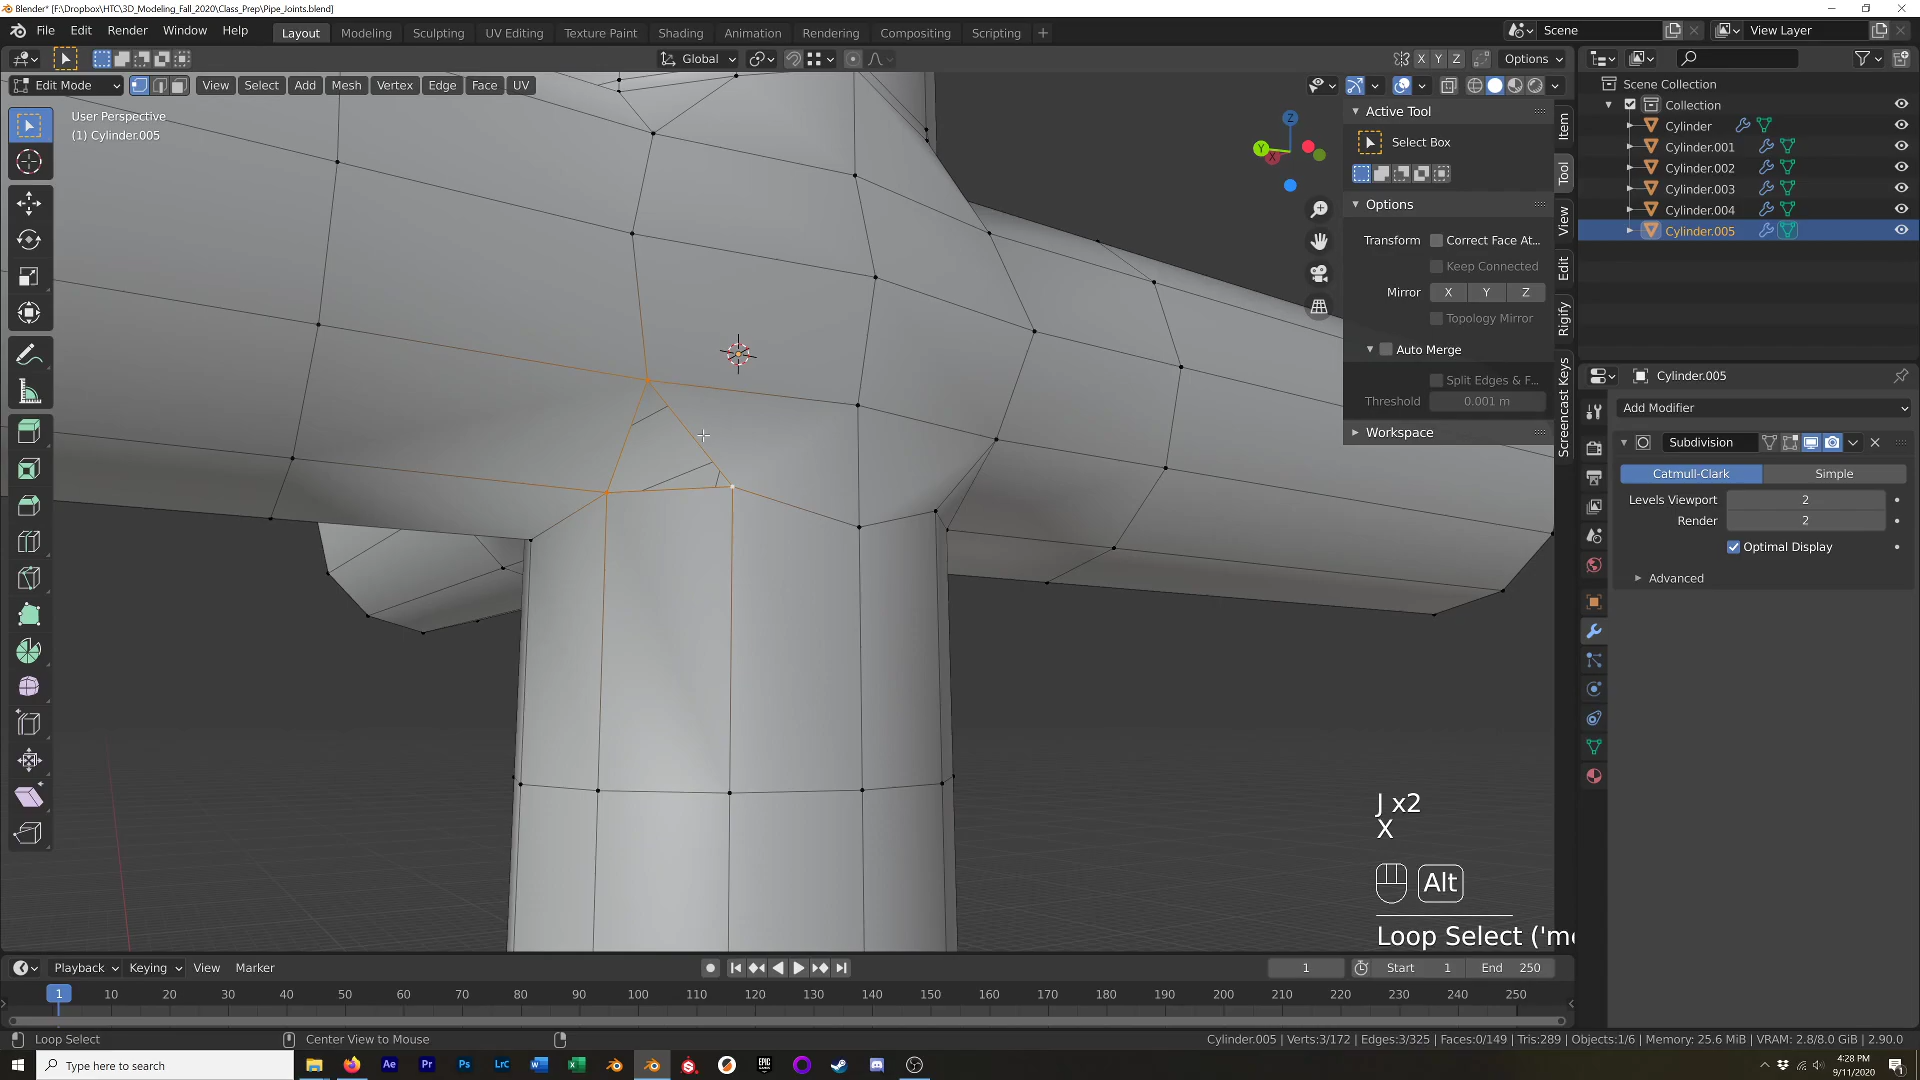 Blender* [F:\Dropbox\HTC\3D_Modeling_Fall_2020\Class_Prep\Pipe_Joints.blend]
File Edit Render Window Help Layout Modeling Sculpting UV Editing Texture Paint Shading Animation Rendering Compositing Scripting + Scene View Layer
Global X Y Z Options
Edit Mode View Select Add Mesh Vertex Edge Face UV
User Perspective
(1) Cylinder.005
Z
Y
X
Active Tool
Select Box
Options
Transform Correct Face At...
Keep Connected
Mirror X Y Z
Topology Mirror
Auto Merge
Split Edges & F...
Threshold 0.001 m
Workspace
Item
Tool
View
Edit
Rigify
Screencast Keys
Scene Collection
Collection
Cylinder
Cylinder.001
Cylinder.002
Cylinder.003
Cylinder.004
Cylinder.005
Cylinder.005
Add Modifier
Subdivision
Catmull-Clark Simple
Levels Viewport 2
Render 2
Optimal Display
Advanced
J x2
X
Alt
Loop Select ('me
Playback Keying View Marker 1 Start 1 End 250
1 10 20 30 40 50 60 70 80 90 100 110 120 130 140 150 160 170 180 190 200 210 220 230 240 250
Loop Select Center View to Mouse Cylinder.005 | Verts:3/172 | Edges:3/325 | Faces:0/149 | Tris:289 | Objects:1/6 | Memory: 25.6 MiB | VRAM: 2.8/8.0 GiB | 2.90.0
Type here to search Ae Pr Ps Lrc EPIC GAMES
4:28 PM
9/11/2020
1